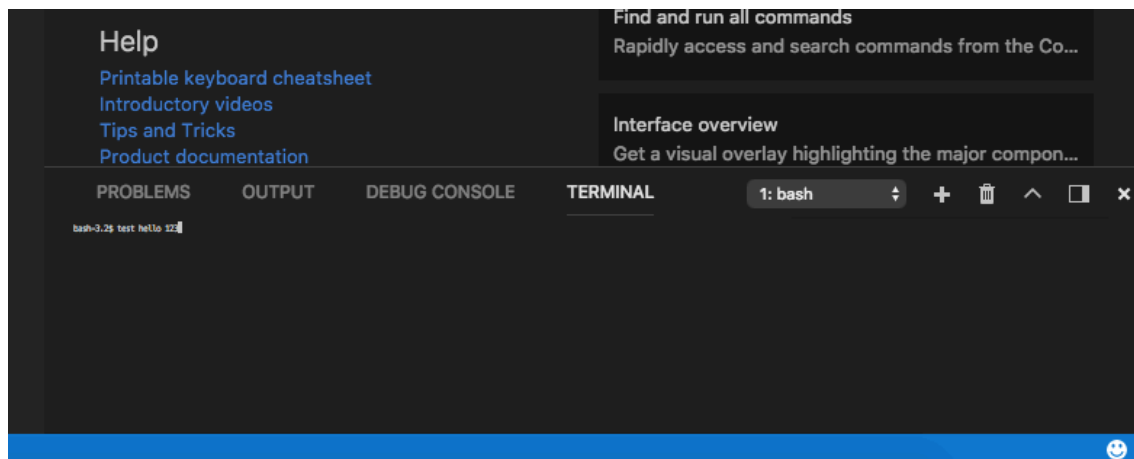 Help
Printable keyboard cheatsheet
Introductory videos
Tips and Tricks
Product documentation
Find and run all commands
Rapidly access and search commands from the Co...
Interface overview
Get a visual overlay highlighting the major compon...
PROBLEMS OUTPUT DEBUG CONSOLE TERMINAL 1: bash
bash-3.2$ test hello 123